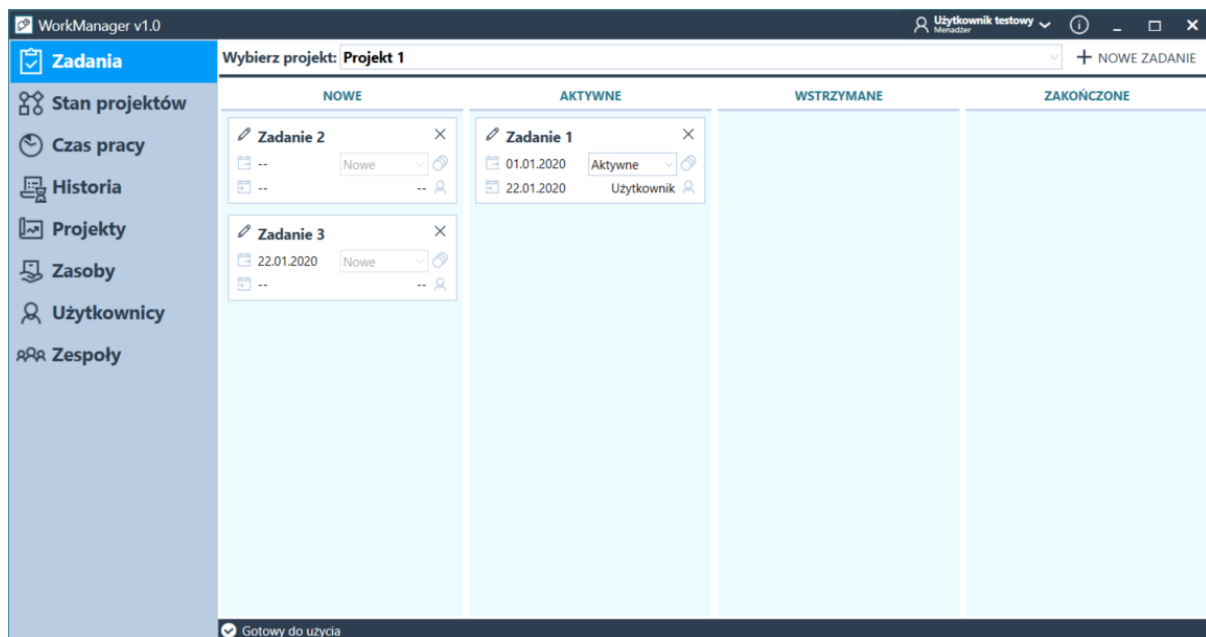 WorkManager v1.0
Użytkownik testowy
Menadżer
Zadania
Stan projektów
Czas pracy
Historia
Projekty
Zasoby
Użytkownicy
Zespoły
Wybierz projekt: Projekt 1
NOWE ZADANIE
NOWE AKTYWNE WSTRZYMANE ZAKOŃCZONE
Zadanie 2
-- Nowe
-- --
Zadanie 3
22.01.2020 Nowe
-- --
Zadanie 1
01.01.2020 Aktywne
22.01.2020 Użytkownik
Gotowy do użycia